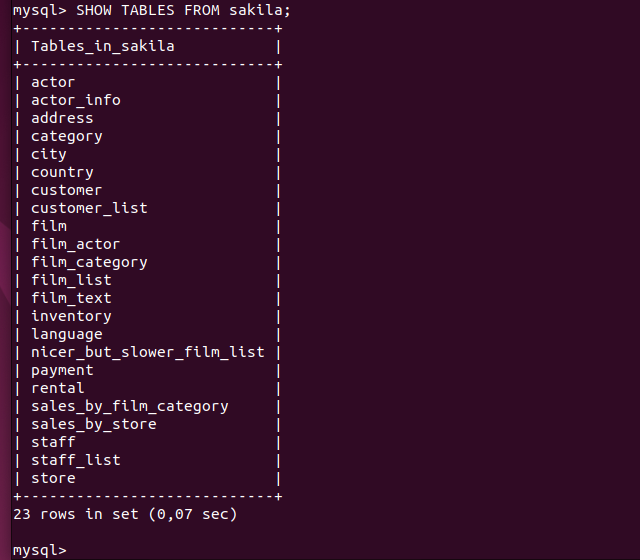 mysql> SHOW TABLES FROM sakila;
+----------------------------+
| Tables_in_sakila           |
+----------------------------+
| actor                      |
| actor_info                 |
| address                    |
| category                   |
| city                       |
| country                    |
| customer                   |
| customer_list              |
| film                       |
| film_actor                 |
| film_category              |
| film_list                  |
| film_text                  |
| inventory                  |
| language                   |
| nicer_but_slower_film_list |
| payment                    |
| rental                     |
| sales_by_film_category     |
| sales_by_store             |
| staff                      |
| staff_list                 |
| store                      |
+----------------------------+
23 rows in set (0,07 sec)
mysql>